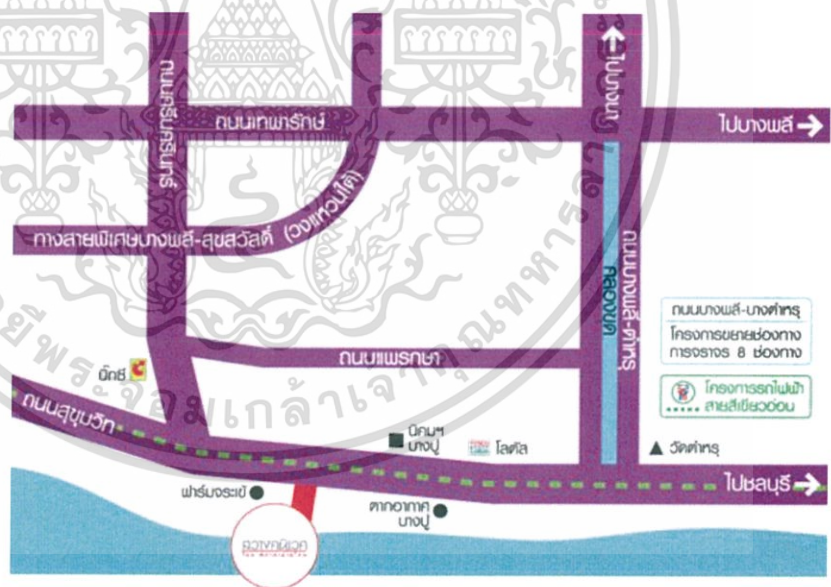 ถนนศรีนครินทร์
ไปบางนา
ถนนเทพารักษ์
ไปบางพลี
ทางสายพิเศษบางพลี-สุขสวัสดิ์ (วงแหวนใต้)
คลองขุด
ถนนบางพลี-ตำหรุ
ถนนบางพลี-บางตำหรุ
โครงการขยายช่องทาง
การจราจร 8 ช่องทาง
ถนนแพรกษา
บิ๊กซี
โครงการรถไฟฟ้า
สายสีเขียวอ่อน
ถนนสุขุมวิท
นิคมฯ
บางปู
โลตัส
วัดตำหรุ
ไปชลบุรี
ฟาร์มจระเข้
ตากอากาศ
บางปู
สวางคนิเวศ